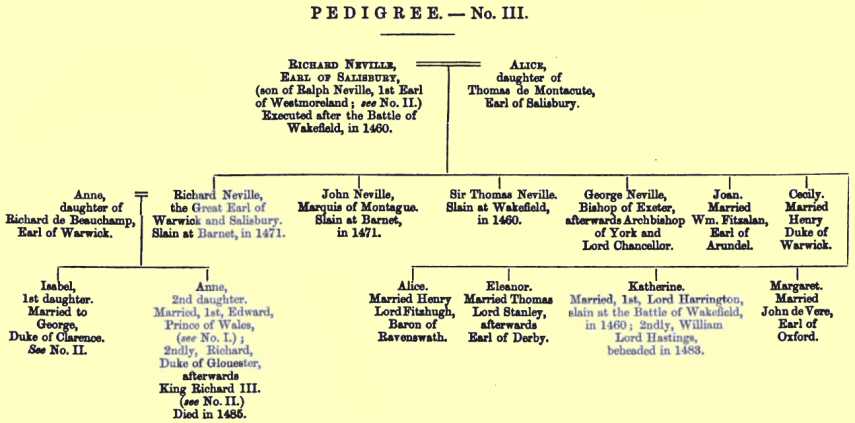 PEDIGREE. — No. III.
RICHARD NEVILLE,
EARL OF SALISBURY,
(son of Ralph Neville, 1st Earl
of Westmoreland; see No. II.)
Executed after the Battle of
Wakefield, in 1460.
ALICE,
daughter of
Thomas de Montacute,
Earl of Salisbury.
Anne,
daughter of
Richard de Beauchamp,
Earl of Warwick.
Richard Neville,
the Great Earl of
Warwick and Salisbury.
Slain at Barnet, in 1471.
John Neville,
Marquis of Montague.
Slain at Barnet,
in 1471.
Sir Thomas Neville.
Slain at Wakefield,
in 1460.
George Neville,
Bishop of Exeter,
afterwards Archbishop
of York and
Lord Chancellor.
Joan.
Married
Wm. Fitzalan,
Earl of
Arundel.
Cecily.
Married
Henry
Duke of
Warwick.
Isabel,
1st daughter.
Married to
George,
Duke of Clarence.
See No. II.
Anne,
2nd daughter.
Married, 1st, Edward,
Prince of Wales,
(see No. I.);
2ndly, Richard,
Duke of Glouester,
afterwards
King Richard III.
(see No. II.)
Died in 1485.
Alice.
Married Henry
Lord Fitzhugh,
Baron of
Ravenswath.
Eleanor.
Married Thomas
Lord Stanley,
afterwards
Earl of Derby.
Katherine.
Married, 1st, Lord Harrington,
slain at the Battle of Wakefield,
in 1460; 2ndly, William
Lord Hastings,
beheaded in 1483.
Margaret.
Married
John de Vere,
Earl of
Oxford.